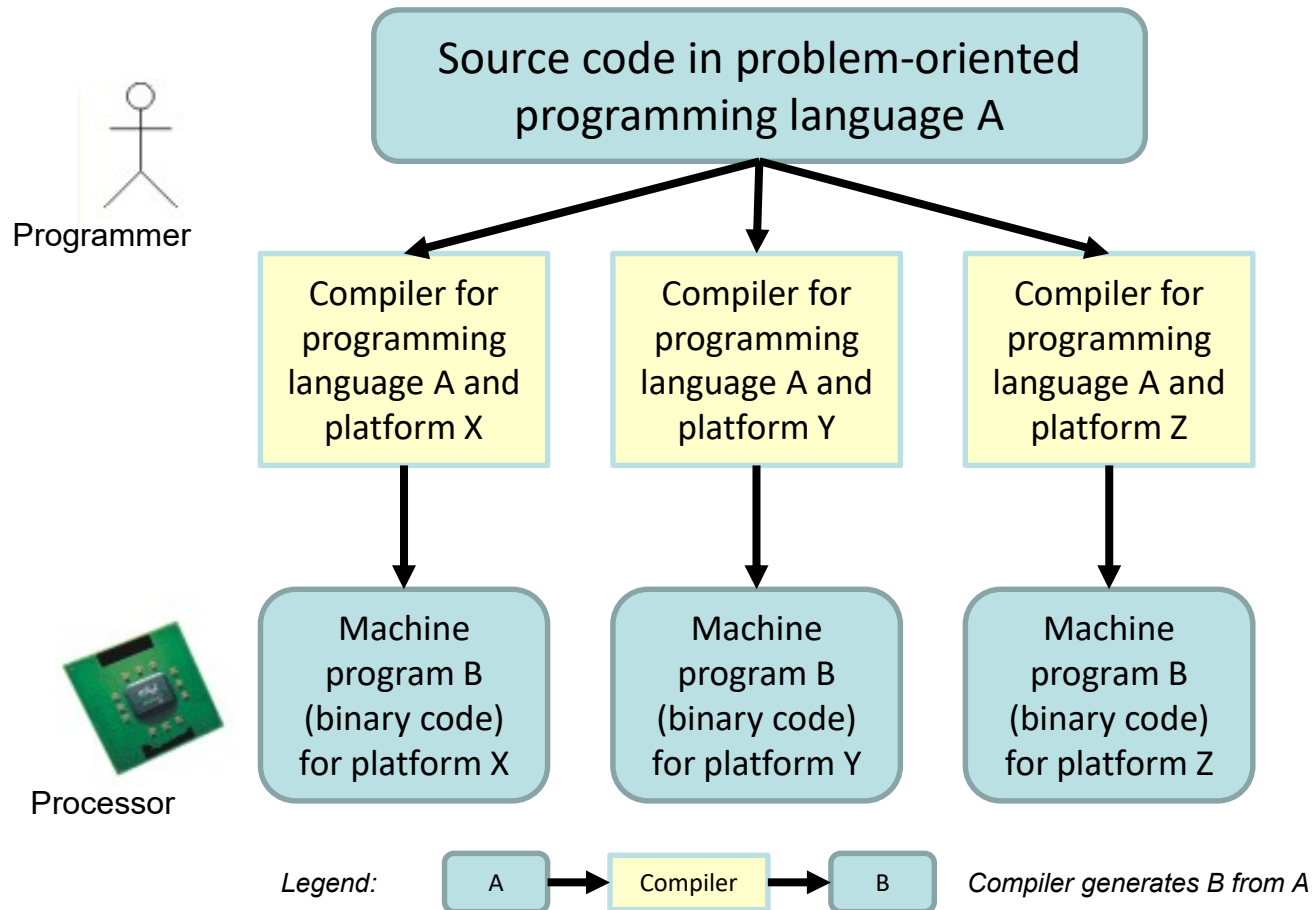 Source code in problem-oriented
programming language A
Programmer
Compiler for
programming
language A and
platform X
Compiler for
programming
language A and
platform Y
Compiler for
programming
language A and
platform Z
Machine
program B
(binary code)
for platform X
Machine
program B
(binary code)
for platform Y
Machine
program B
(binary code)
for platform Z
Processor
Legend:
A
Compiler
B
Compiler generates B from A